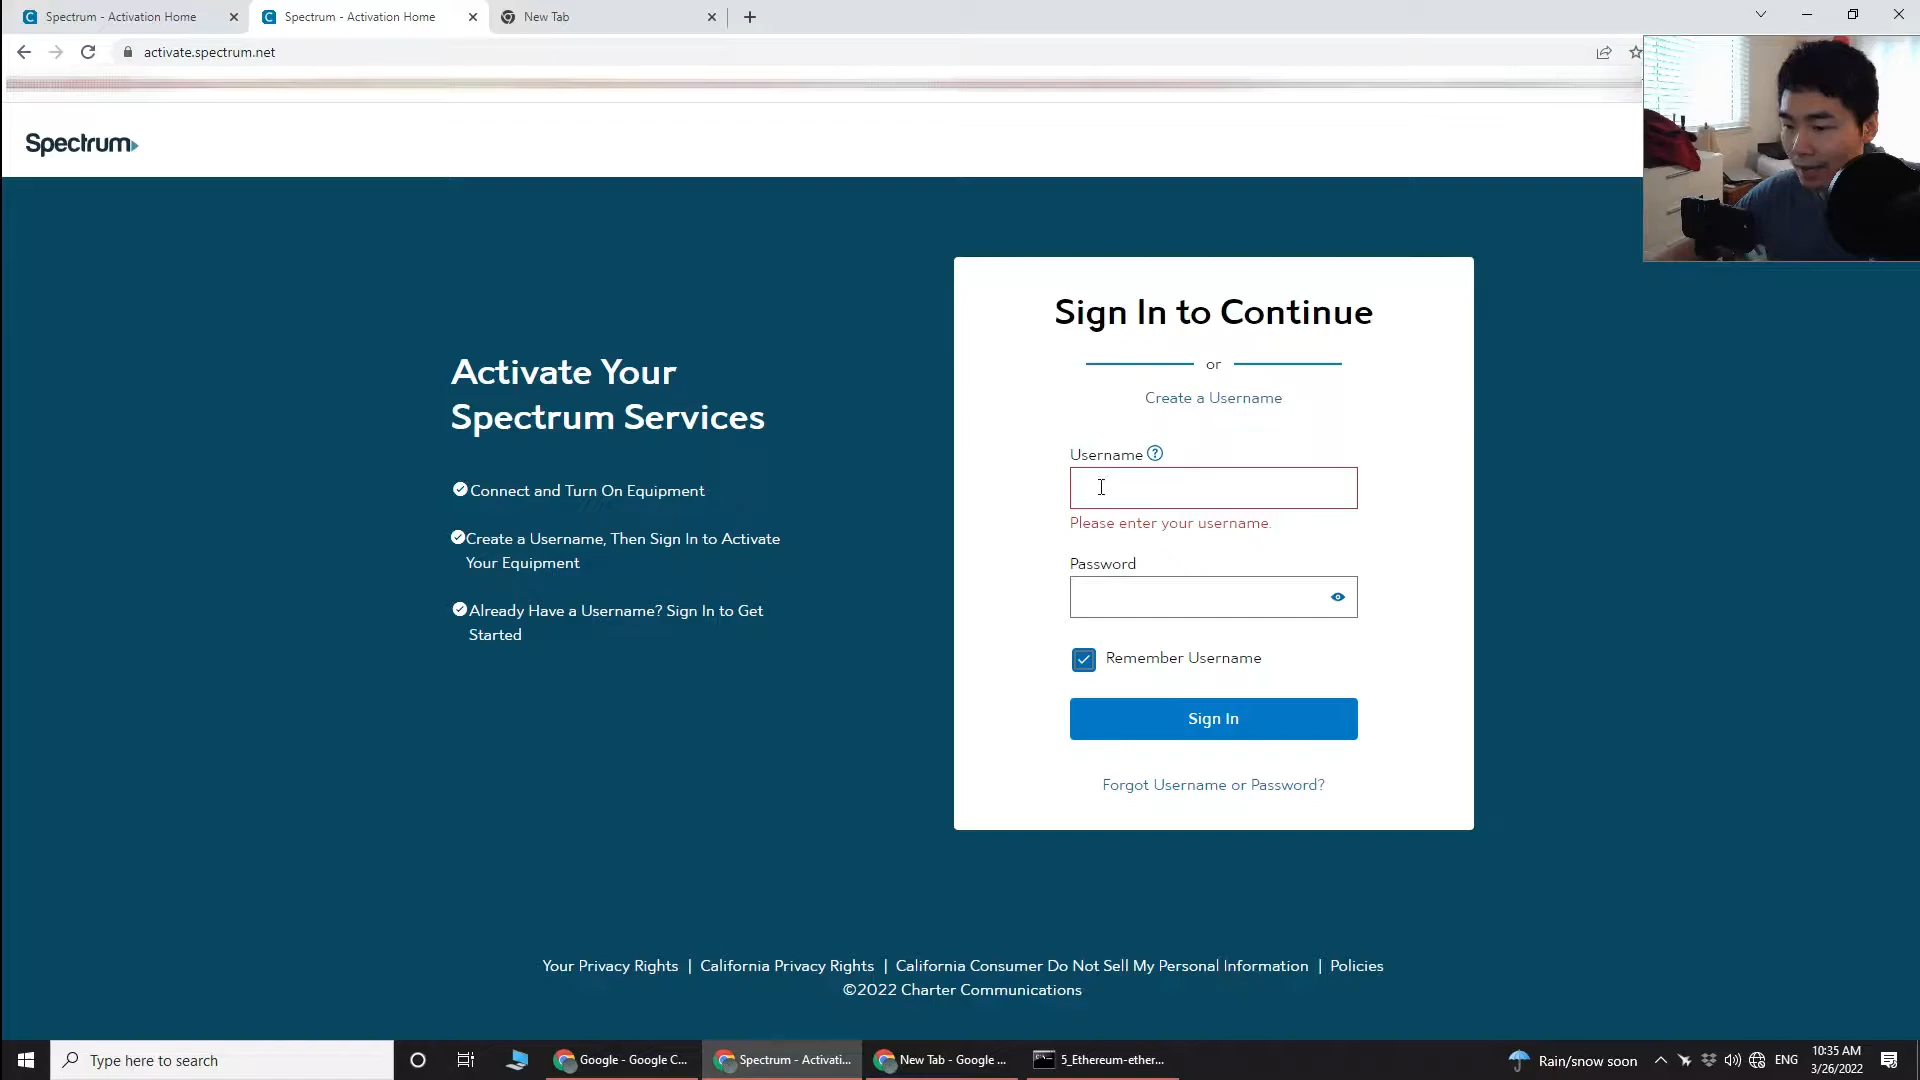 Spectrum - Activation Home
Spectrum - Activation Home
New Tab
activate.spectrum.net
Spectrum
Activate Your
Spectrum Services
Connect and Turn On Equipment
Create a Username, Then Sign In to Activate
Your Equipment
Already Have a Username? Sign In to Get
Started
Sign In to Continue
or
Create a Username
Username
Please enter your username.
Password
Remember Username
Sign In
Forgot Username or Password?
Your Privacy Rights | California Privacy Rights | California Consumer Do Not Sell My Personal Information | Policies
©2022 Charter Communications
Type here to search
Google - Google C...
Spectrum - Activati...
New Tab - Google ...
5_Ethereum-ether...
Rain/snow soon
ENG
10:35 AM
3/26/2022